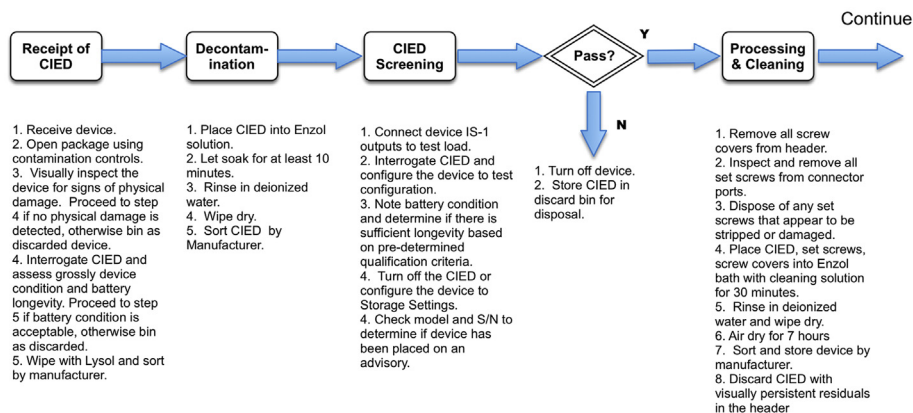 Continue
Receipt of
CIED
1. Receive device.
2. Open package using
contamination controls.
3. Visually inspect the
device for signs of physical
damage. Proceed to step
4 if no physical damage is
detected, otherwise bin as
discarded device.
4. Interrogate CIED and
assess grossly device
condition and battery
longevity. Proceed to step
5 if battery condition is
acceptable, otherwise bin
as discarded.
5. Wipe with Lysol and sort
by manufacturer.
Decontam-
ination
1. Place CIED into Enzol
solution.
2. Let soak for at least 10
minutes.
3. Rinse in deionized
water.
4. Wipe dry.
5. Sort CIED by
Manufacturer.
CIED
Screening
1. Connect device IS-1
outputs to test load.
2. Interrogate CIED and
configure the device to test
configuration.
3. Note battery condition
and determine if there is
sufficient longevity based
on pre-determined
qualification criteria.
4. Turn off the CIED or
configure the device to
Storage Settings.
4. Check model and S/N to
determine if device has
been placed on an
advisory.
Pass?
Y
N
1. Turn off device.
2. Store CIED in
discard bin for
disposal.
Processing
& Cleaning
1. Remove all screw
covers from header.
2. Inspect and remove all
set screws from connector
ports.
3. Dispose of any set
screws that appear to be
stripped or damaged.
4. Place CIED, set screws,
screw covers into Enzol
bath with cleaning solution
for 30 minutes.
5. Rinse in deionized
water and wipe dry.
6. Air dry for 7 hours
7. Sort and store device by
manufacturer.
8. Discard CIED with
visually persistent residuals
in the header